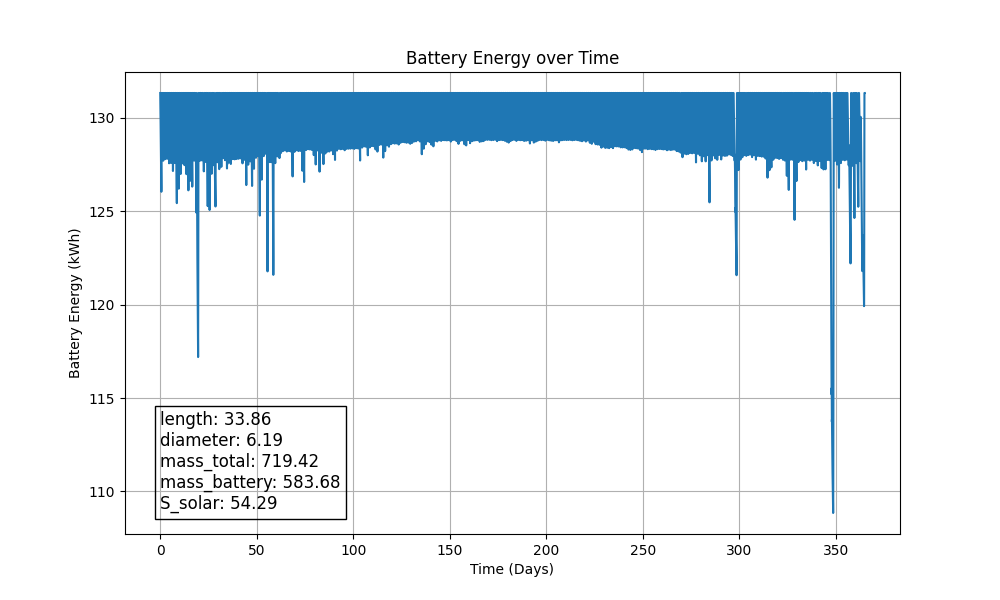 Battery Energy over Time
Battery Energy (kWh)
130
125
120
115
110
length: 33.86
diameter: 6.19
mass_total: 719.42
mass_battery: 583.68
S_solar: 54.29
0 50 100 150 200 250 300 350
Time (Days)